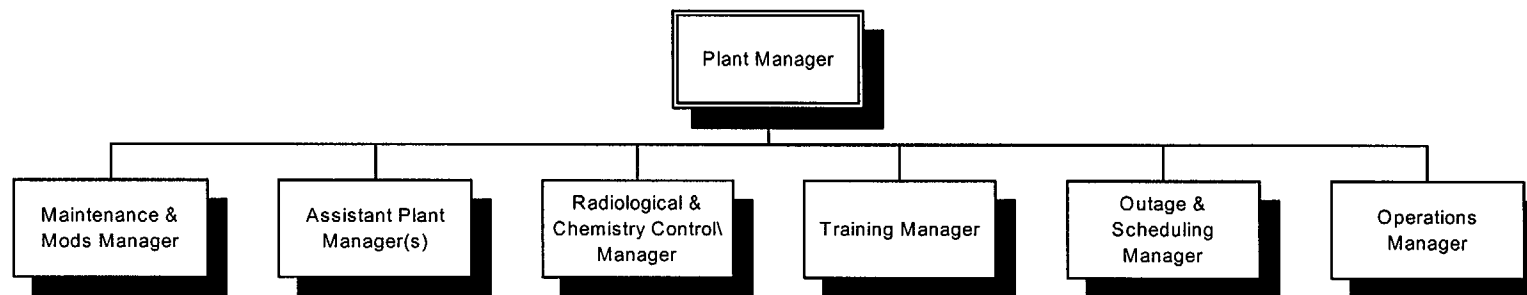 Plant Manager
Maintenance &
Mods Manager
Assistant Plant
Manager(s)
Radiological &
Chemistry Control\
Manager
Training Manager
Outage &
Scheduling
Manager
Operations
Manager